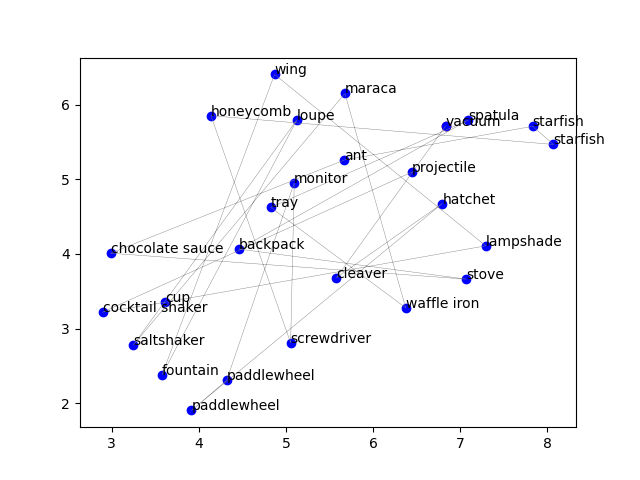 wing
maraca
honeycomb
loupe
spatula
vacuum
starfish
starfish
ant
projectile
monitor
tray
hatchet
backpack
lampshade
chocolate sauce
cleaver
stove
cup
cocktail shaker
waffle iron
saltshaker
screwdriver
fountain
paddlewheel
paddlewheel
6
5
4
3
2
3 4 5 6 7 8